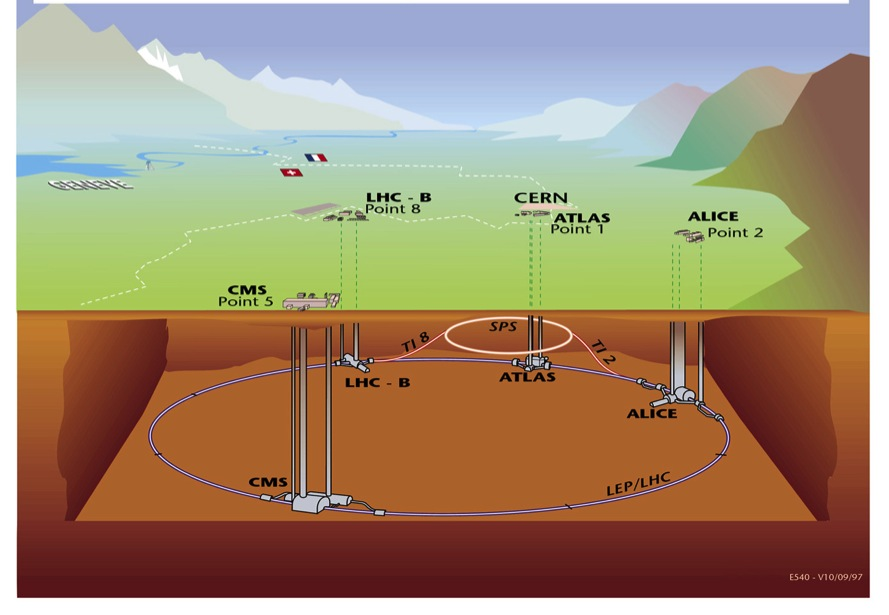 GENEVE
LHC - B
Point 8
CERN
ATLAS
Point 1
ALICE
Point 2
CMS
Point 5
SPS
TI 8
TI 2
LHC - B
ATLAS
ALICE
CMS
LEP/LHC
E540 - V10/09/97